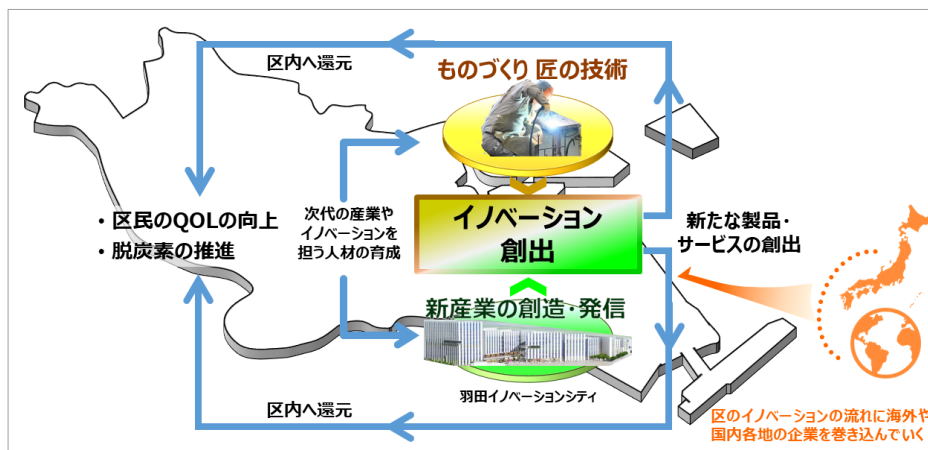 区内へ還元
ものづくり 匠の技術
・区民のQOLの向上
・脱炭素の推進
次代の産業や
イノベーションを
担う人材の育成
イノベーション
創出
新たな製品・
サービスの創出
新産業の創造・発信
羽田イノベーションシティ
区内へ還元
区のイノベーションの流れに海外や
国内各地の企業を巻き込んでいく